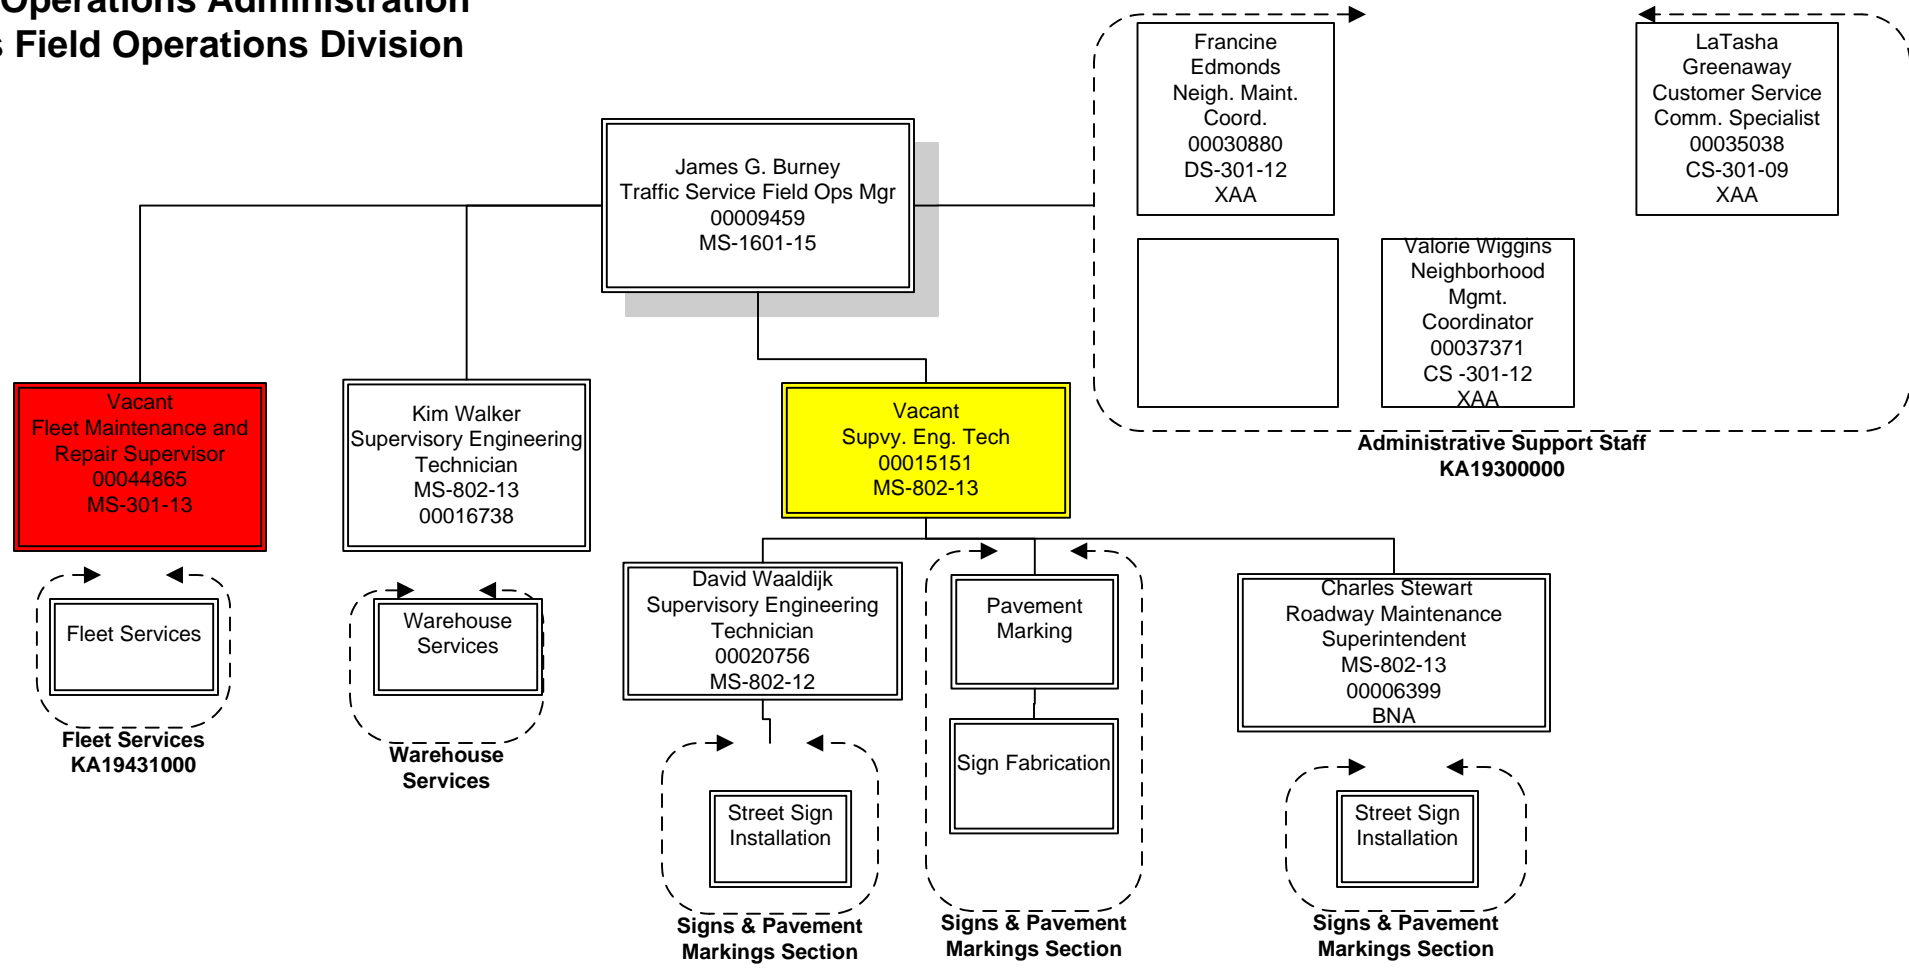 Operations Administration
s Field Operations Division
Francine
Edmonds
Neigh. Maint.
Coord.
00030880
DS-301-12
XAA
LaTasha
Greenaway
Customer Service
Comm. Specialist
00035038
CS-301-09
XAA
James G. Burney
Traffic Service Field Ops Mgr
00009459
MS-1601-15
Valorie Wiggins
Neighborhood
Mgmt.
Coordinator
00037371
CS -301-12
XAA
Administrative Support Staff
KA19300000
Vacant
Fleet Maintenance and
Repair Supervisor
00044865
MS-301-13
Kim Walker
Supervisory Engineering
Technician
MS-802-13
00016738
Vacant
Supvy. Eng. Tech
00015151
MS-802-13
Fleet Services
Fleet Services
KA19431000
Warehouse
Services
Warehouse
Services
David Waaldijk
Supervisory Engineering
Technician
00020756
MS-802-12
Pavement
Marking
Sign Fabrication
Charles Stewart
Roadway Maintenance
Superintendent
MS-802-13
00006399
BNA
Street Sign
Installation
Street Sign
Installation
Signs & Pavement
Markings Section
Signs & Pavement
Markings Section
Signs & Pavement
Markings Section